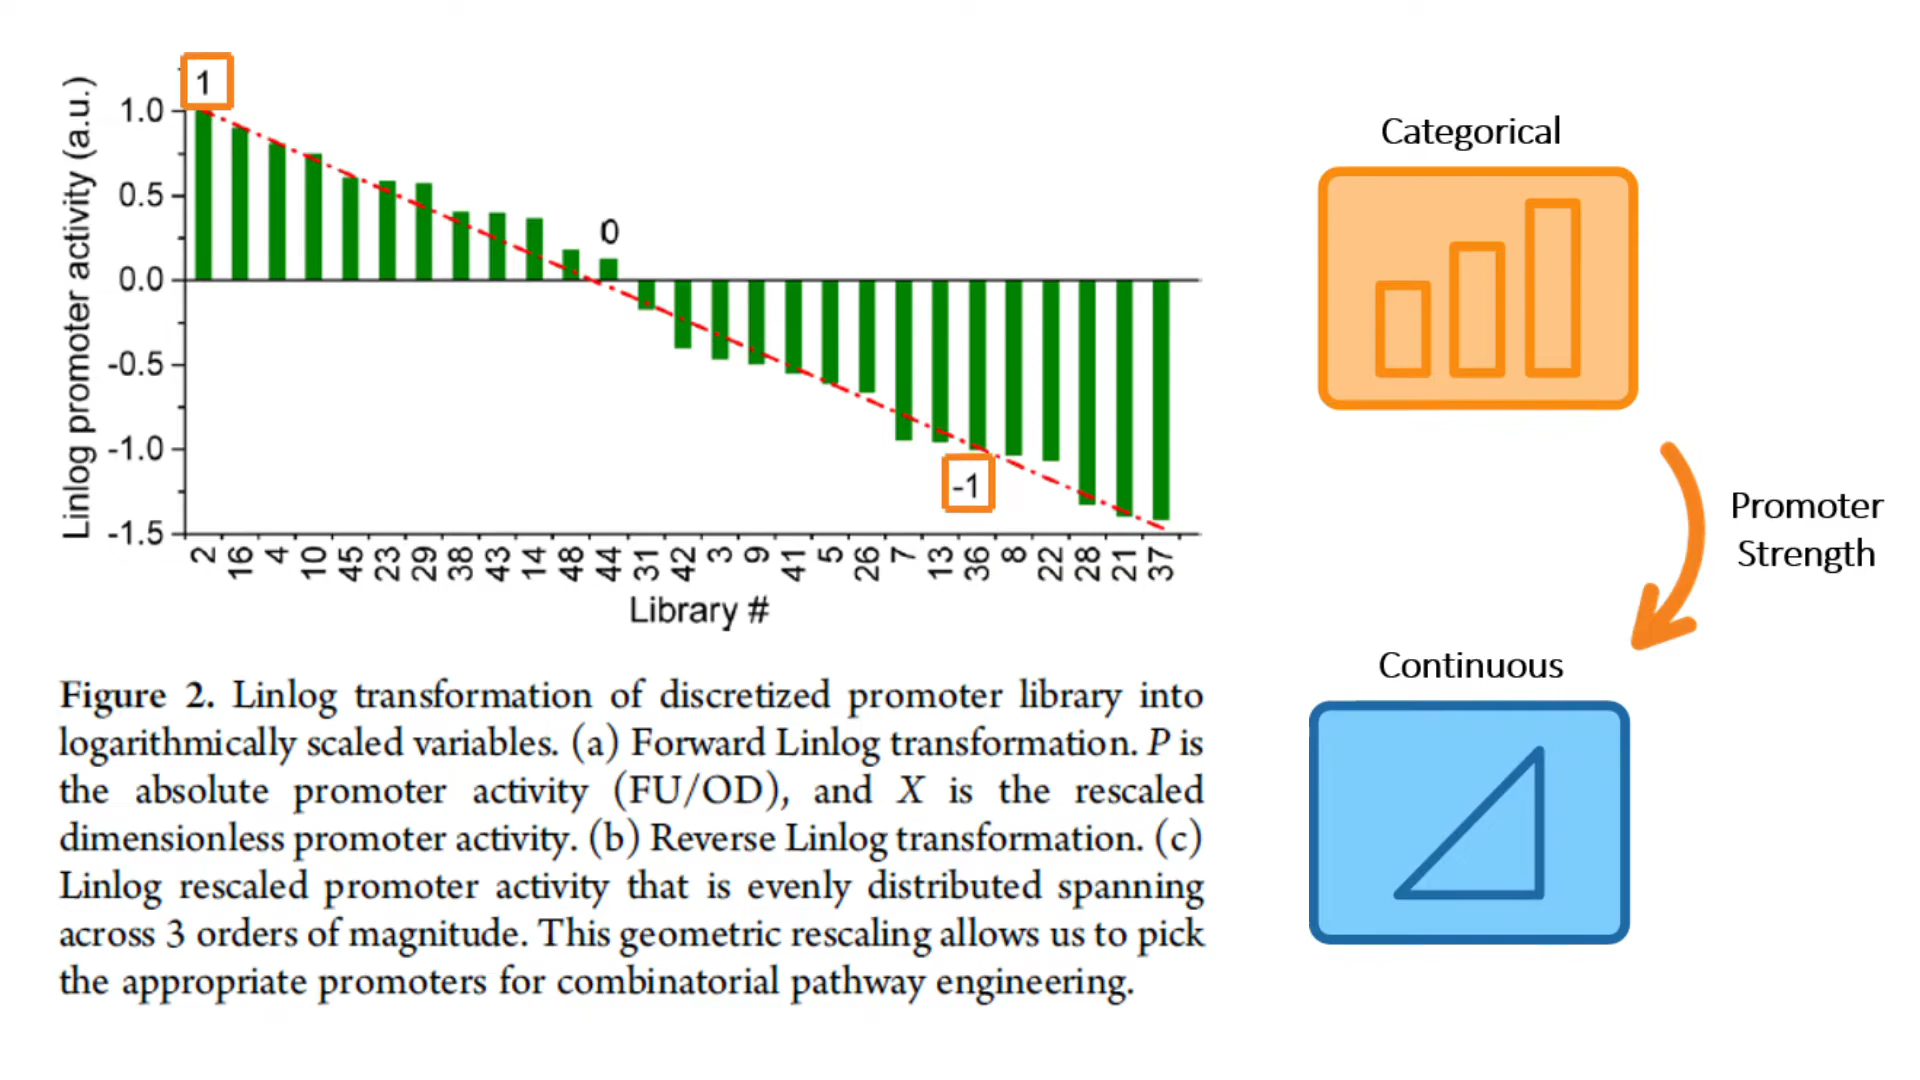 Linlog promoter activity (a.u.)
1.0
0.5
0.0
-0.5
-1.0
-1.5
1
0
-1
2 16 4 10 45 23 29 38 43 14 48 44 31 42 3 9 41 5 26 7 13 36 8 22 28 21 37
Library #
Figure 2. Linlog transformation of discretized promoter library into
logarithmically scaled variables. (a) Forward Linlog transformation. P is
the absolute promoter activity (FU/OD), and X is the rescaled
dimensionless promoter activity. (b) Reverse Linlog transformation. (c)
Linlog rescaled promoter activity that is evenly distributed spanning
across 3 orders of magnitude. This geometric rescaling allows us to pick
the appropriate promoters for combinatorial pathway engineering.
Categorical
Promoter
Strength
Continuous